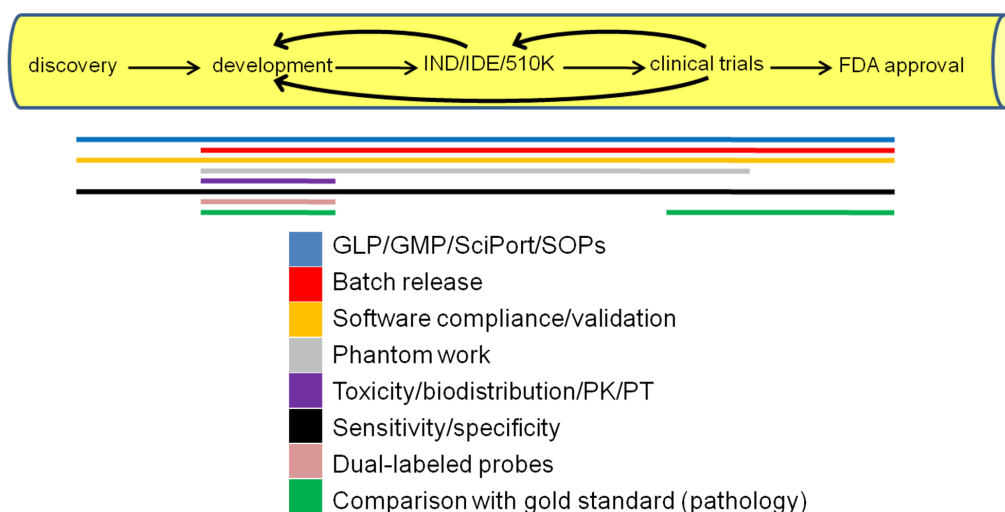 discovery development IND/IDE/510K clinical trials FDA approval
GLP/GMP/SciPort/SOPs
Batch release
Software compliance/validation
Phantom work
Toxicity/biodistribution/PK/PT
Sensitivity/specificity
Dual-labeled probes
Comparison with gold standard (pathology)